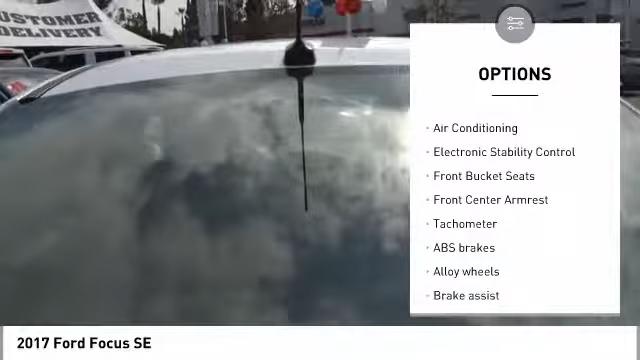 CUSTOMER
DELIVERY
OPTIONS
Air Conditioning
Electronic Stability Control
Front Bucket Seats
Front Center Armrest
Tachometer
ABS brakes
Alloy wheels
Brake assist
2017 Ford Focus SE